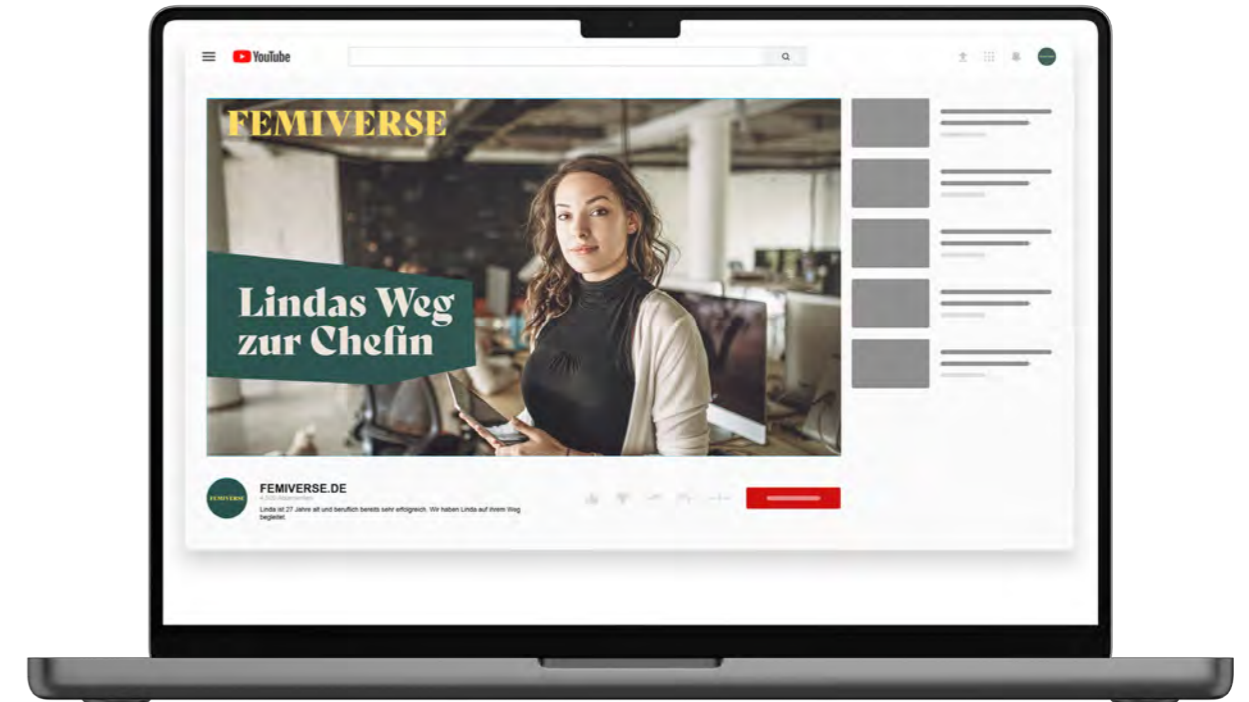 YouTube
FEMIVERSE
Lindas Weg
zur Chefin
FEMIVERSE
FEMIVERSE.DE
Linda ist 27 Jahre alt und beruflich bereits sehr erfolgreich. Wir haben Linda auf ihrem Weg
begleitet.